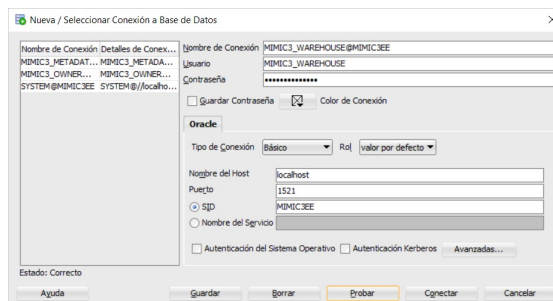 Nueva / Seleccionar Conexión a Base de Datos
Nombre de Conexión Detalles de Conex...
MIMIC3_METADAT... MIMIC3_METADA...
MIMIC3_OWNER... MIMIC3_OWNER...
SYSTEM@MIMIC3EE SYSTEM@//localho...
Nombre de Conexión MIMIC3_WAREHOUSE@MIMIC3EE
Usuario MIMIC3_WAREHOUSE
Contraseña ••••••••••••••
Guardar Contraseña Color de Conexión
Oracle
Tipo de Conexión Básico Rol valor por defecto
Nombre del Host localhost
Puerto 1521
SID MIMIC3EE
Nombre del Servicio
Autenticación del Sistema Operativo Autenticación Kerberos Avanzadas...
Estado: Correcto
Ayuda Guardar Borrar Probar Conectar Cancelar